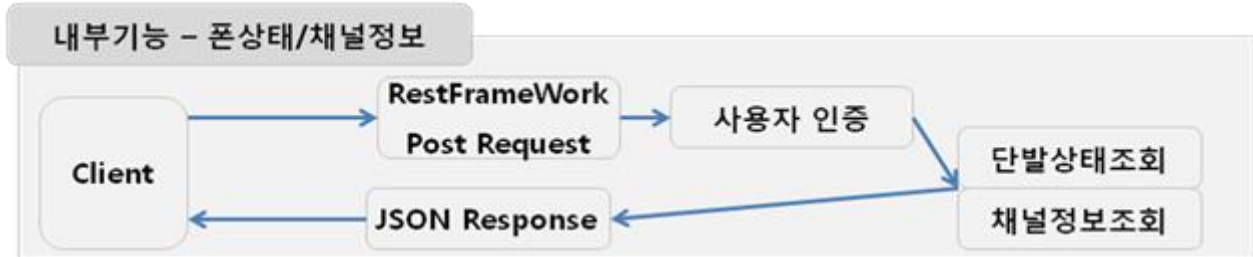 내부기능 – 폰상태/채널정보
RestFrameWork
Post Request
사용자 인증
Client
단발상태조회
JSON Response
채널정보조회